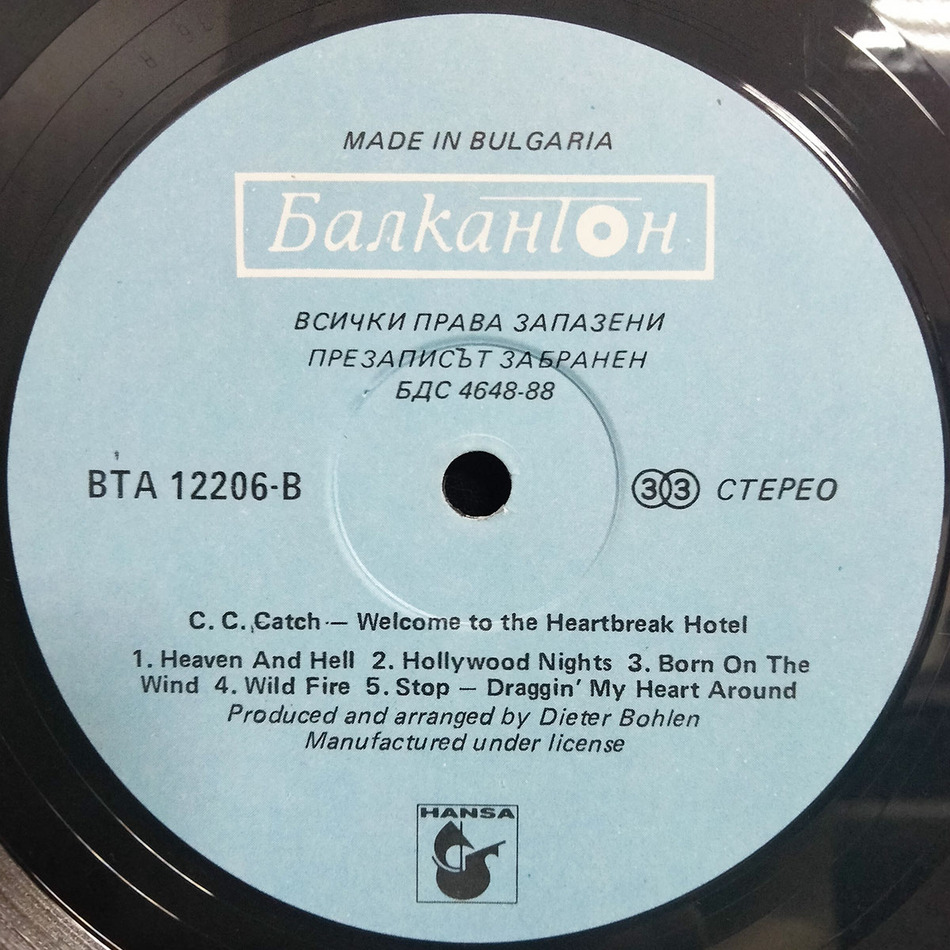 MADE IN BULGARIA
Балкантон
ВСИЧКИ ПРАВА ЗАПАЗЕНИ
ПРЕЗАПИСЪТ ЗАБРАНЕН
БДС 4648-88
ВТА 12206-В
33 СТЕРЕО
C. C. Catch — Welcome to the Heartbreak Hotel
1. Heaven And Hell 2. Hollywood Nights 3. Born On The
Wind 4. Wild Fire 5. Stop — Draggin' My Heart Around
Produced and arranged by Dieter Bohlen
Manufactured under license
HANSA